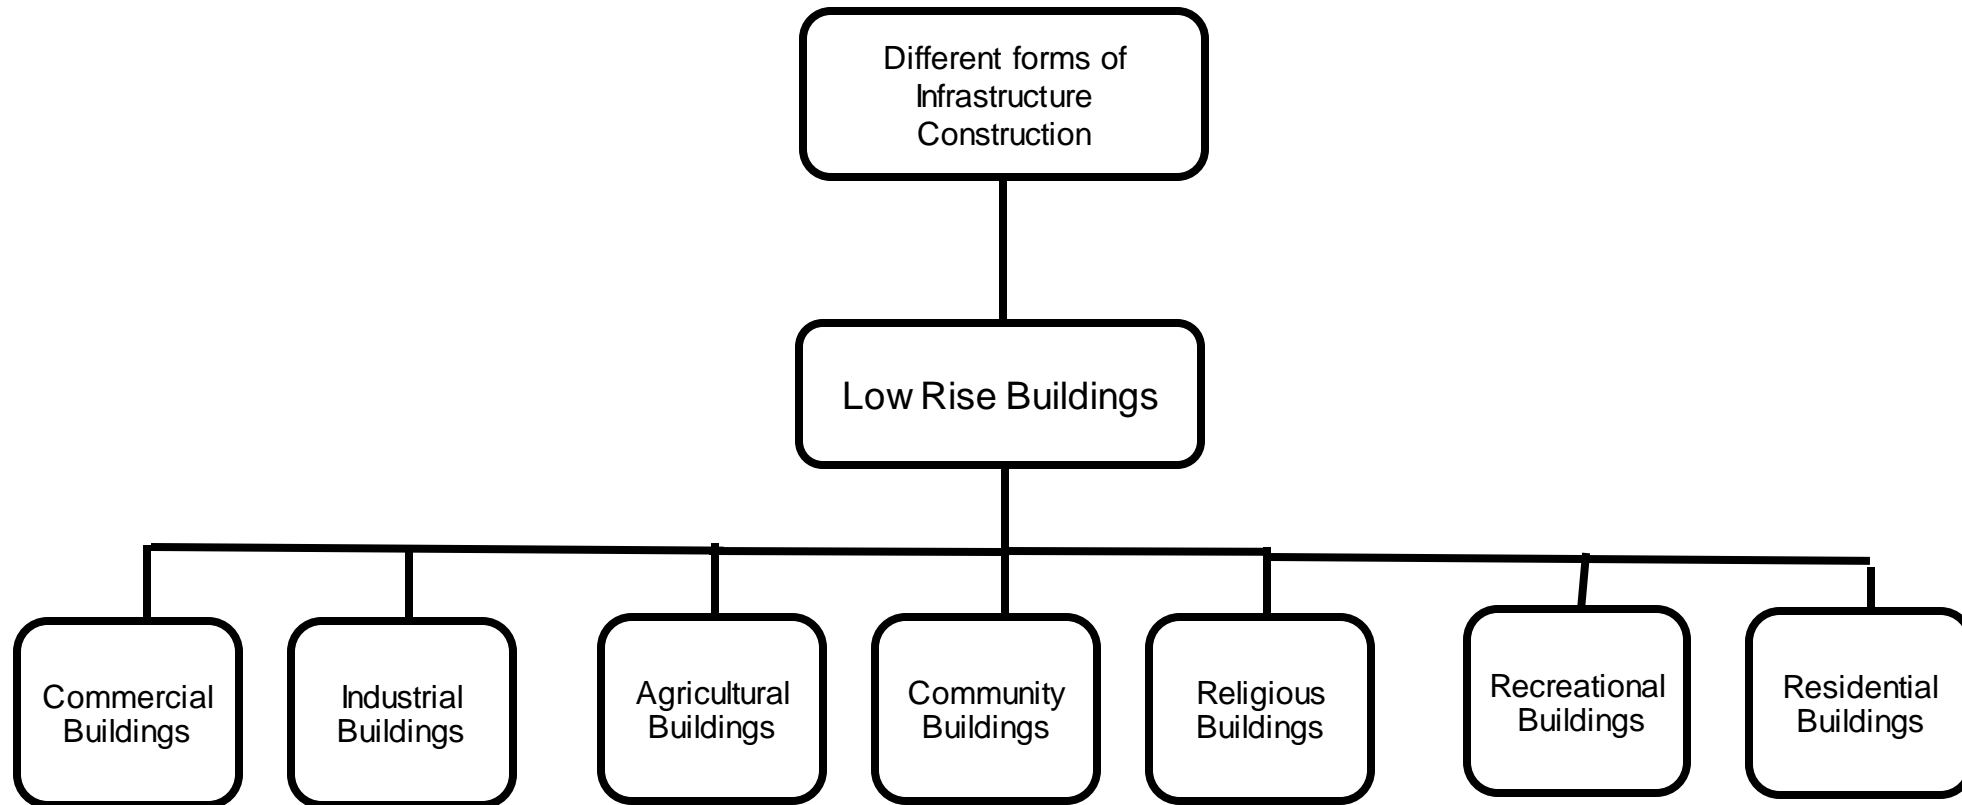 Different forms of
Infrastructure
Construction
Low Rise Buildings
Commercial
Buildings
Industrial
Buildings
Agricultural
Buildings
Community
Buildings
Religious
Buildings
Recreational
Buildings
Residential
Buildings